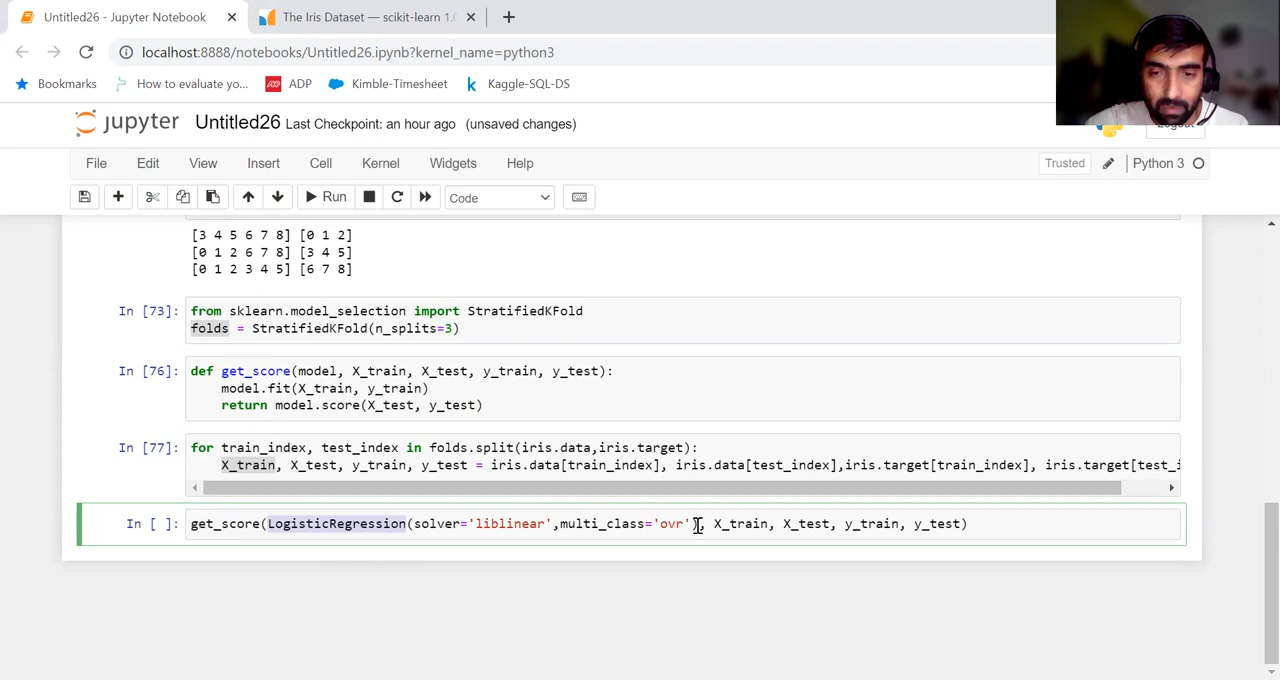 Untitled26 - Jupyter Notebook
The Iris Dataset — scikit-learn 1.0
localhost:8888/notebooks/Untitled26.ipynb?kernel_name=python3
Bookmarks How to evaluate yo... ADP Kimble-Timesheet Kaggle-SQL-DS
jupyter Untitled26 Last Checkpoint: an hour ago (unsaved changes)
File Edit View Insert Cell Kernel Widgets Help Trusted Python 3
Run Code
[3 4 5 6 7 8] [0 1 2]
[0 1 2 6 7 8] [3 4 5]
[0 1 2 3 4 5] [6 7 8]
In [73]: from sklearn.model_selection import StratifiedKFold
folds = StratifiedKFold(n_splits=3)
In [76]: def get_score(model, X_train, X_test, y_train, y_test):
model.fit(X_train, y_train)
return model.score(X_test, y_test)
In [77]: for train_index, test_index in folds.split(iris.data,iris.target):
X_train, X_test, y_train, y_test = iris.data[train_index], iris.data[test_index],iris.target[train_index], iris.target[test_i
In [ ]: get_score(LogisticRegression(solver='liblinear',multi_class='ovr'), X_train, X_test, y_train, y_test)